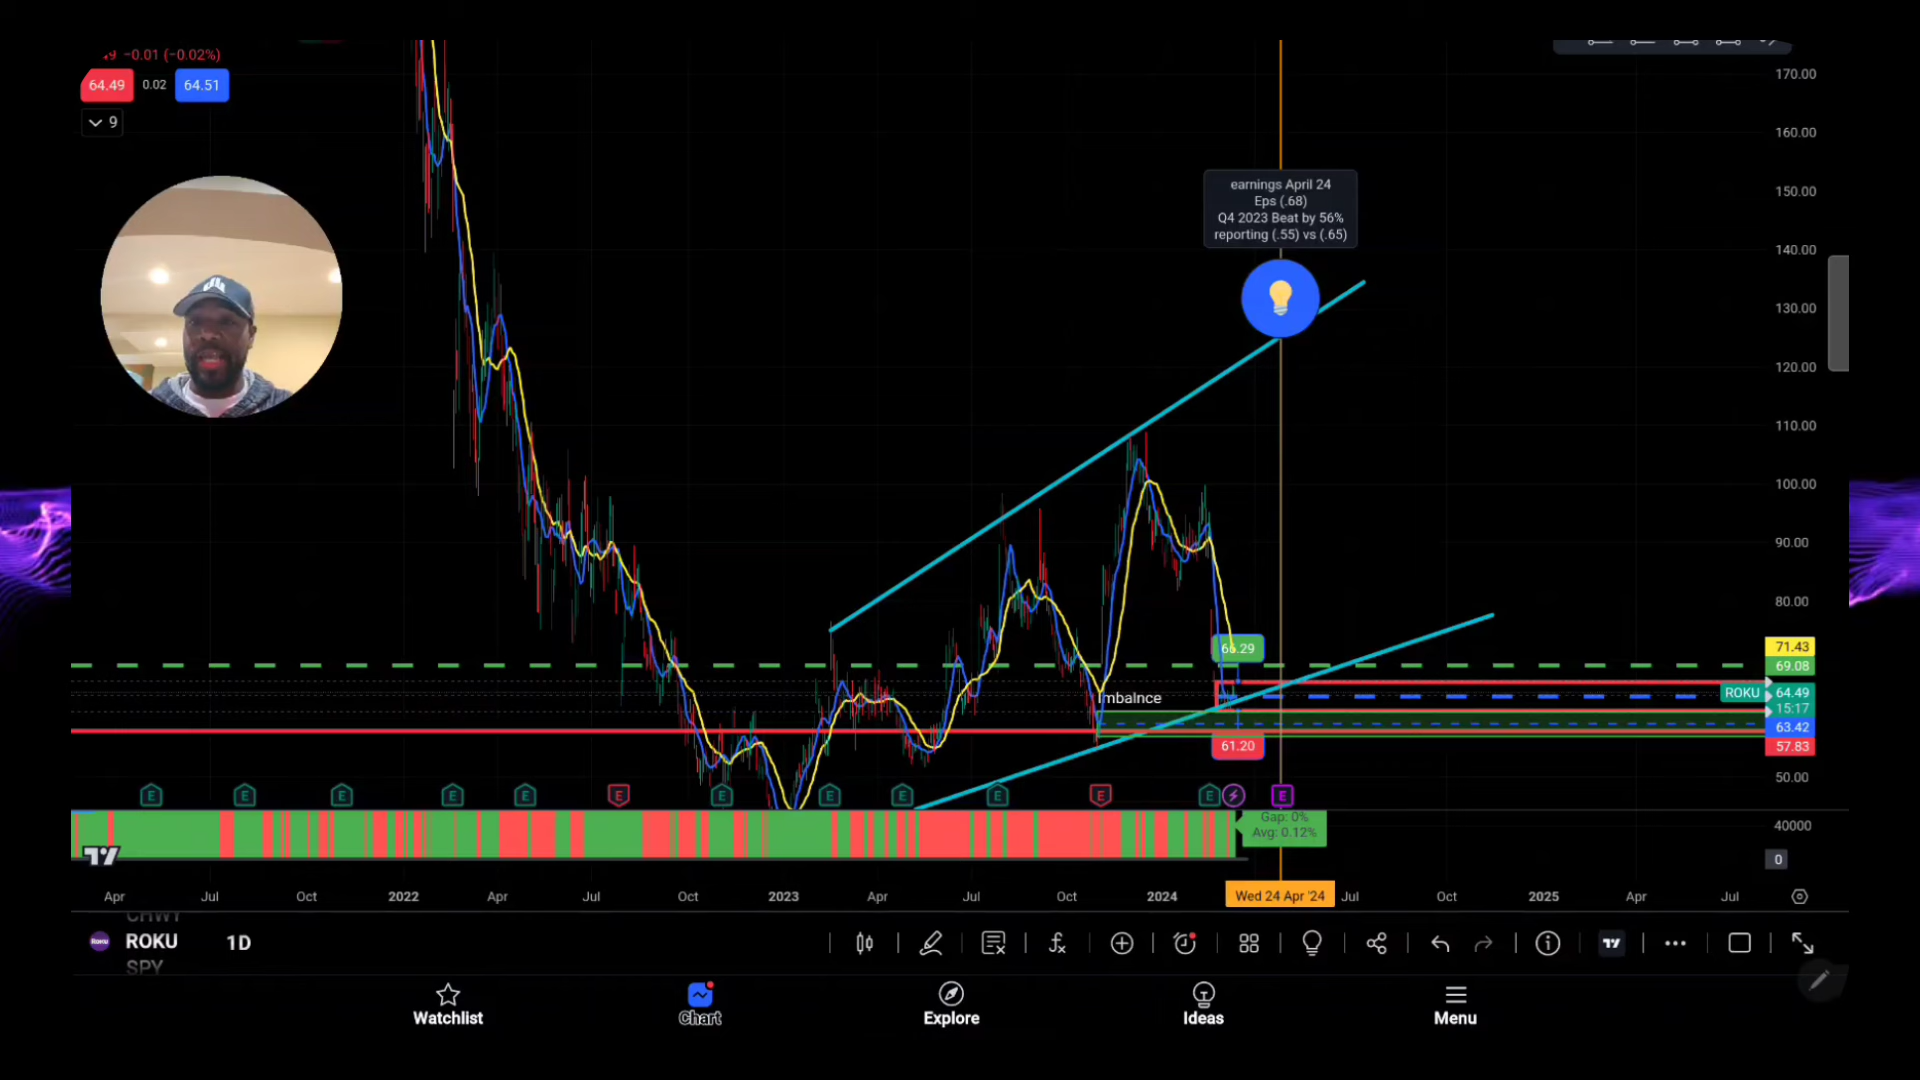 −0.01 (−0.02%)
64.49 0.02 64.51
9
170.00
160.00
150.00
140.00
130.00
120.00
110.00
100.00
90.00
80.00
earnings April 24
Eps (.68)
Q4 2023 Beat by 56%
reporting (.55) vs (.65)
71.43
69.08
ROKU 64.49
15:17
63.42
57.83
50.00
66.29
mbalnce
61.20
E E E E E E E E E E E E E
Gap: 0%
Avg: 0.12%
40000
0
Apr Jul Oct 2022 Apr Jul Oct 2023 Apr Jul Oct 2024 Wed 24 Apr '24 Jul Oct 2025 Apr Jul
CHWY
ROKU 1D
SPY
Watchlist Chart Explore Ideas Menu